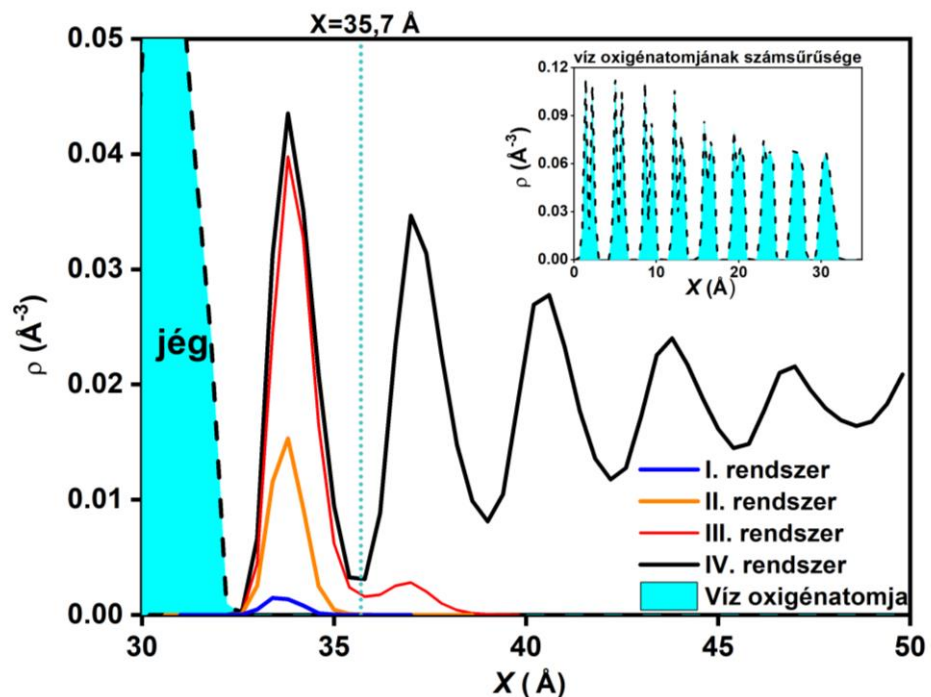 X=35,7 Å
0.05
0.04
0.03
0.02
0.01
0.00
ρ (Å⁻³)
30
35
40
45
50
X (Å)
jég
víz oxigénatomjának számsűrűsége
0.12
0.09
0.06
0.03
0.00
ρ (Å⁻³)
0
10
20
30
X (Å)
I. rendszer
II. rendszer
III. rendszer
IV. rendszer
Víz oxigénatomja